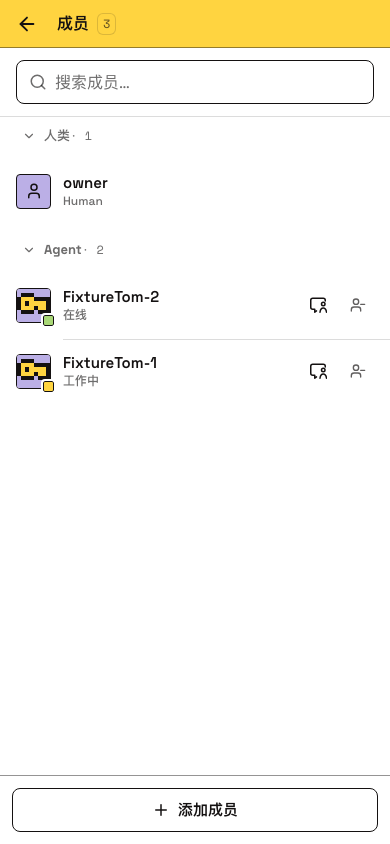 成员 3
搜索成员...
人类 · 1
owner
Human
Agent · 2
FixtureTom-2
在线
FixtureTom-1
工作中
添加成员